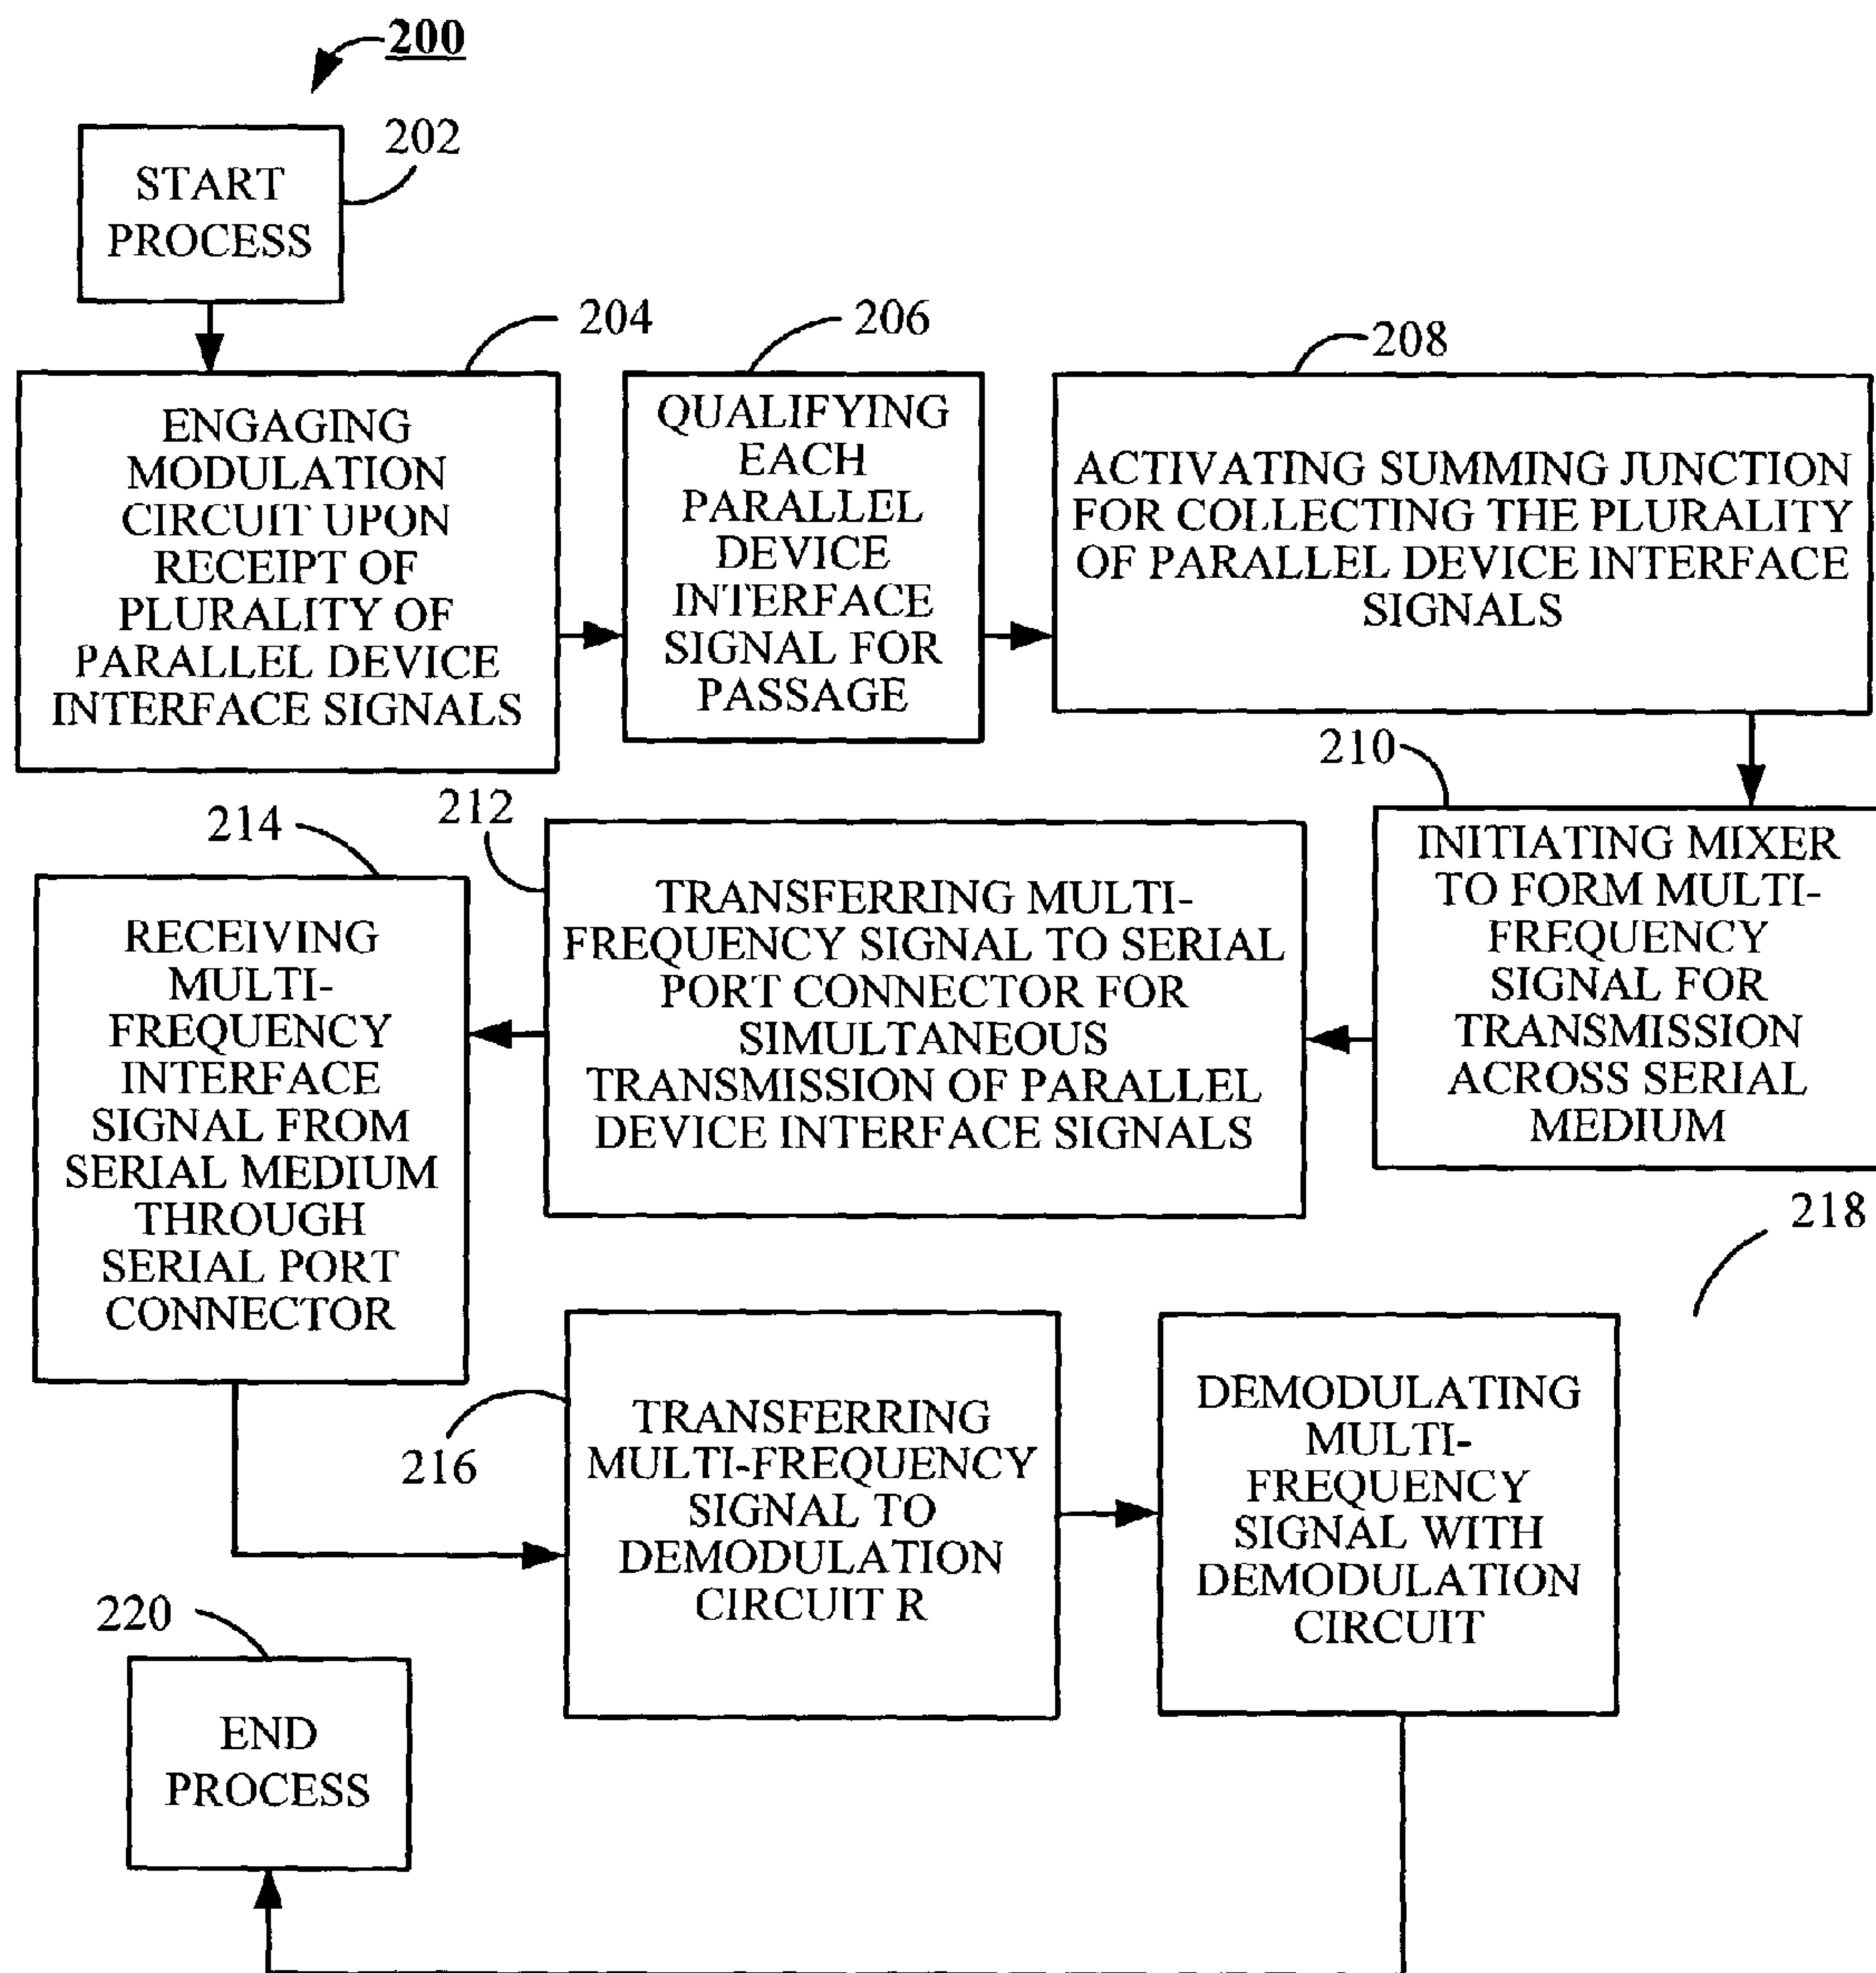 200
202
START
PROCESS
204
206
208
ENGAGING
MODULATION
CIRCUIT UPON
RECEIPT OF
PLURALITY OF
PARALLEL DEVICE
INTERFACE SIGNALS
QUALIFYING
EACH
PARALLEL
DEVICE
INTERFACE
SIGNAL FOR
PASSAGE
ACTIVATING SUMMING JUNCTION
FOR COLLECTING THE PLURALITY
OF PARALLEL DEVICE INTERFACE
SIGNALS
210
INITIATING MIXER
TO FORM MULTI-
FREQUENCY
SIGNAL FOR
TRANSMISSION
ACROSS SERIAL
MEDIUM
212
TRANSFERRING MULTI-
FREQUENCY SIGNAL TO SERIAL
PORT CONNECTOR FOR
SIMULTANEOUS
TRANSMISSION OF PARALLEL
DEVICE INTERFACE SIGNALS
214
RECEIVING
MULTI-
FREQUENCY
INTERFACE
SIGNAL FROM
SERIAL MEDIUM
THROUGH
SERIAL PORT
CONNECTOR
216
TRANSFERRING
MULTI-FREQUENCY
SIGNAL TO
DEMODULATION
CIRCUIT R
218
DEMODULATING
MULTI-
FREQUENCY
SIGNAL WITH
DEMODULATION
CIRCUIT
220
END
PROCESS